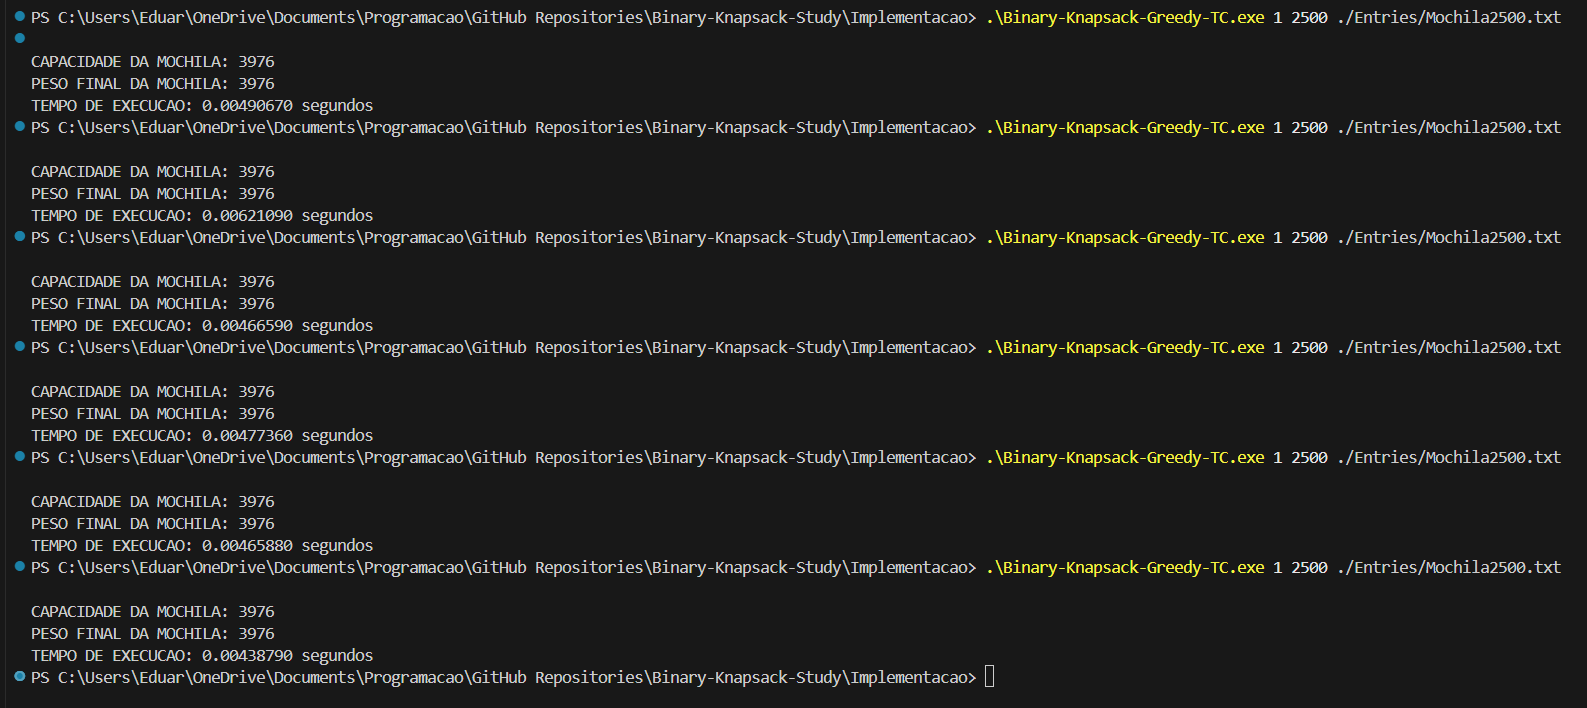 PS C:\Users\Eduar\OneDrive\Documents\Programacao\GitHub Repositories\Binary-Knapsack-Study\Implementacao> .\Binary-Knapsack-Greedy-TC.exe 1 2500 ./Entries/Mochila2500.txt
CAPACIDADE DA MOCHILA: 3976
PESO FINAL DA MOCHILA: 3976
TEMPO DE EXECUCAO: 0.00490670 segundos
PS C:\Users\Eduar\OneDrive\Documents\Programacao\GitHub Repositories\Binary-Knapsack-Study\Implementacao> .\Binary-Knapsack-Greedy-TC.exe 1 2500 ./Entries/Mochila2500.txt
CAPACIDADE DA MOCHILA: 3976
PESO FINAL DA MOCHILA: 3976
TEMPO DE EXECUCAO: 0.00621090 segundos
PS C:\Users\Eduar\OneDrive\Documents\Programacao\GitHub Repositories\Binary-Knapsack-Study\Implementacao> .\Binary-Knapsack-Greedy-TC.exe 1 2500 ./Entries/Mochila2500.txt
CAPACIDADE DA MOCHILA: 3976
PESO FINAL DA MOCHILA: 3976
TEMPO DE EXECUCAO: 0.00466590 segundos
PS C:\Users\Eduar\OneDrive\Documents\Programacao\GitHub Repositories\Binary-Knapsack-Study\Implementacao> .\Binary-Knapsack-Greedy-TC.exe 1 2500 ./Entries/Mochila2500.txt
CAPACIDADE DA MOCHILA: 3976
PESO FINAL DA MOCHILA: 3976
TEMPO DE EXECUCAO: 0.00477360 segundos
PS C:\Users\Eduar\OneDrive\Documents\Programacao\GitHub Repositories\Binary-Knapsack-Study\Implementacao> .\Binary-Knapsack-Greedy-TC.exe 1 2500 ./Entries/Mochila2500.txt
CAPACIDADE DA MOCHILA: 3976
PESO FINAL DA MOCHILA: 3976
TEMPO DE EXECUCAO: 0.00465880 segundos
PS C:\Users\Eduar\OneDrive\Documents\Programacao\GitHub Repositories\Binary-Knapsack-Study\Implementacao> .\Binary-Knapsack-Greedy-TC.exe 1 2500 ./Entries/Mochila2500.txt
CAPACIDADE DA MOCHILA: 3976
PESO FINAL DA MOCHILA: 3976
TEMPO DE EXECUCAO: 0.00438790 segundos
PS C:\Users\Eduar\OneDrive\Documents\Programacao\GitHub Repositories\Binary-Knapsack-Study\Implementacao>